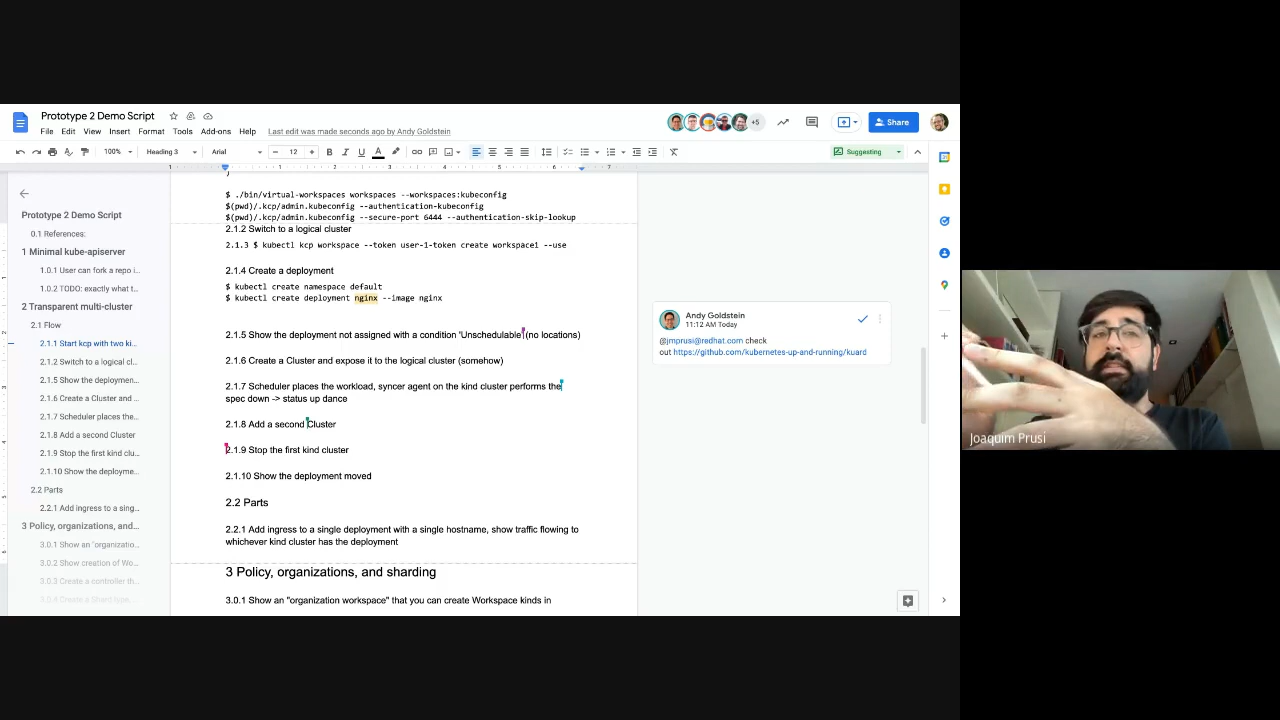 Prototype 2 Demo Script
File Edit View Insert Format Tools Add-ons Help Last edit was made seconds ago by Andy Goldstein
+5
Share
100% Heading 3 Arial 12 Suggesting
1 1 2 3 4 5 6 7
Prototype 2 Demo Script
0.1 References:
1 Minimal kube-apiserver
1.0.1 User can fork a repo i...
1.0.2 TODO: exactly what t...
2 Transparent multi-cluster
2.1 Flow
2.1.1 Start kcp with two ki...
2.1.2 Switch to a logical cl...
2.1.5 Show the deploymen...
2.1.6 Create a Cluster and ...
2.1.7 Scheduler places the...
2.1.8 Add a second Cluster
2.1.9 Stop the first kind clu...
2.1.10 Show the deployme...
2.2 Parts
2.2.1 Add ingress to a sing...
3 Policy, organizations, and...
3.0.1 Show an "organizatio...
3.0.2 Show creation of Wo...
3.0.3 Create a controller th...
3.0.4 Create a Shard type,
)
$ ./bin/virtual-workspaces workspaces --workspaces:kubeconfig
$(pwd)/.kcp/admin.kubeconfig --authentication-kubeconfig
$(pwd)/.kcp/admin.kubeconfig --secure-port 6444 --authentication-skip-lookup
2.1.2 Switch to a logical cluster
2.1.3 $ kubectl kcp workspace --token user-1-token create workspace1 --use
2.1.4 Create a deployment
$ kubectl create namespace default
$ kubectl create deployment nginx --image nginx
2.1.5 Show the deployment not assigned with a condition 'Unschedulable' (no locations)
2.1.6 Create a Cluster and expose it to the logical cluster (somehow)
2.1.7 Scheduler places the workload, syncer agent on the kind cluster performs the
spec down -> status up dance
2.1.8 Add a second Cluster
2.1.9 Stop the first kind cluster
2.1.10 Show the deployment moved
2.2 Parts
2.2.1 Add ingress to a single deployment with a single hostname, show traffic flowing to
whichever kind cluster has the deployment
3 Policy, organizations, and sharding
3.0.1 Show an "organization workspace" that you can create Workspace kinds in
Andy Goldstein
11:12 AM Today
@jmprusi@redhat.com check
out https://github.com/kubernetes-up-and-running/kuard
Joaquim Prusi